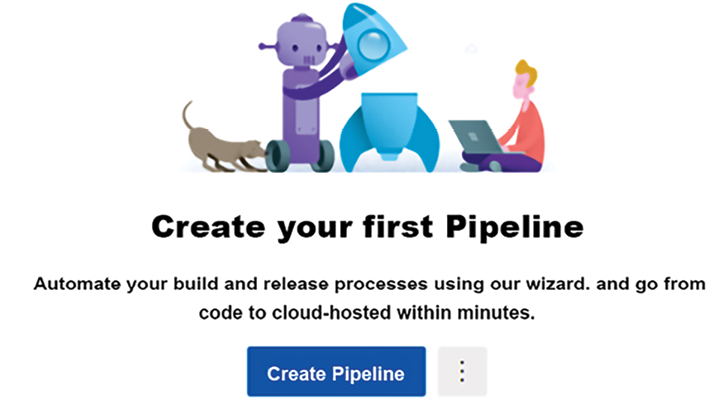 Create your first Pipeline
Automate your build and release processes using our wizard. and go from
code to cloud-hosted within minutes.
Create Pipeline